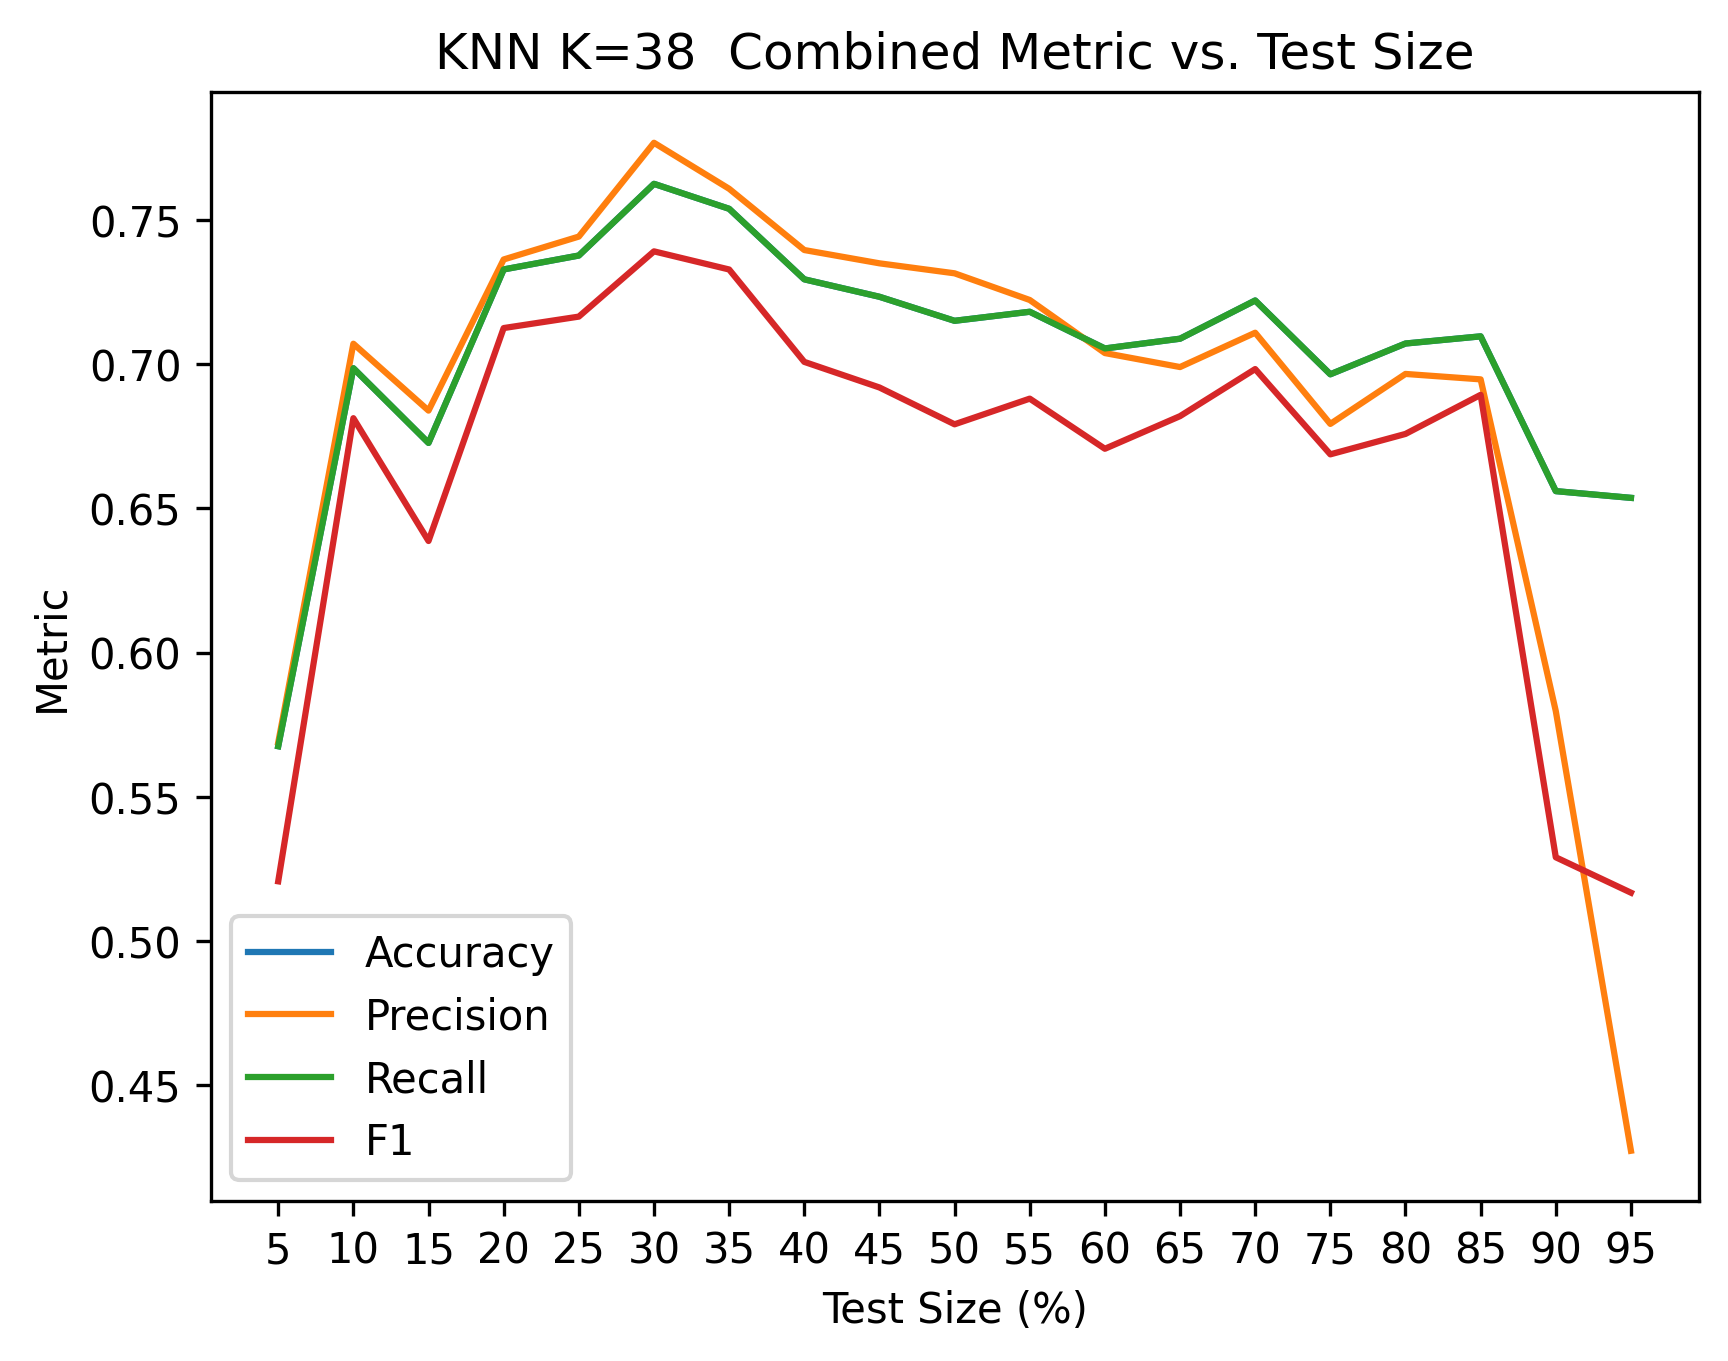 KNN K=38  Combined Metric vs. Test Size
Metric
0.75
0.70
0.65
0.60
0.55
0.50
0.45
Accuracy
Precision
Recall
F1
5 10 15 20 25 30 35 40 45 50 55 60 65 70 75 80 85 90 95
Test Size (%)